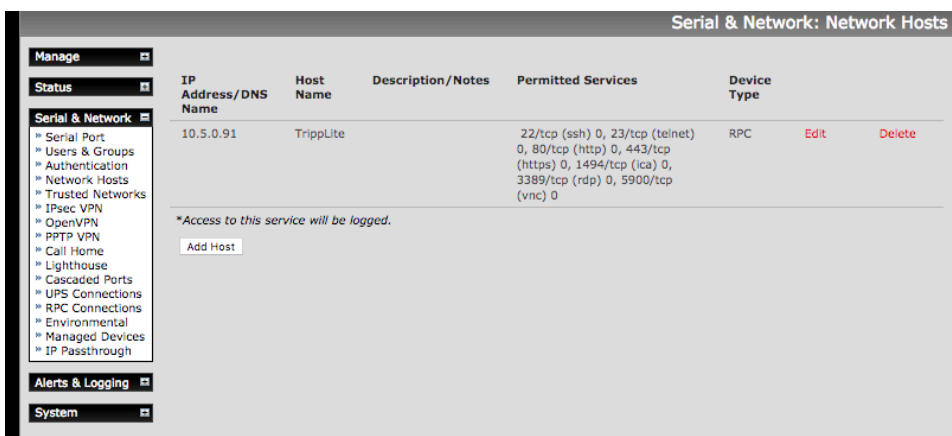 Serial & Network: Network Hosts
Manage
Status
Serial & Network
» Serial Port
» Users & Groups
» Authentication
» Network Hosts
» Trusted Networks
» IPsec VPN
» OpenVPN
» PPTP VPN
» Call Home
» Lighthouse
» Cascaded Ports
» UPS Connections
» RPC Connections
» Environmental
» Managed Devices
» IP Passthrough
Alerts & Logging
System
IP Address/DNS Name
Host Name
Description/Notes
Permitted Services
Device Type
10.5.0.91
TrippLite
22/tcp (ssh) 0, 23/tcp (telnet)
0, 80/tcp (http) 0, 443/tcp
(https) 0, 1494/tcp (ica) 0,
3389/tcp (rdp) 0, 5900/tcp
(vnc) 0
RPC
Edit
Delete
*Access to this service will be logged.
Add Host